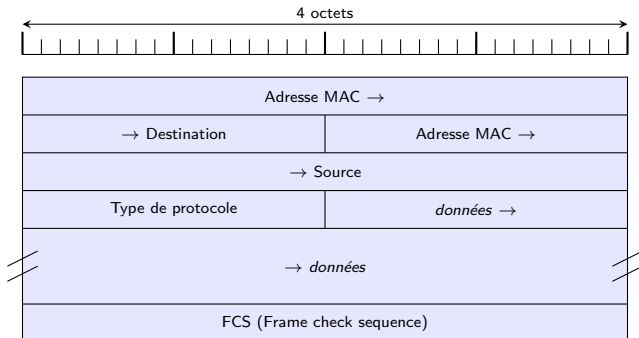 4 octets
Adresse MAC →
→ Destination
Adresse MAC →
→ Source
Type de protocole
données →
→ données
FCS (Frame check sequence)